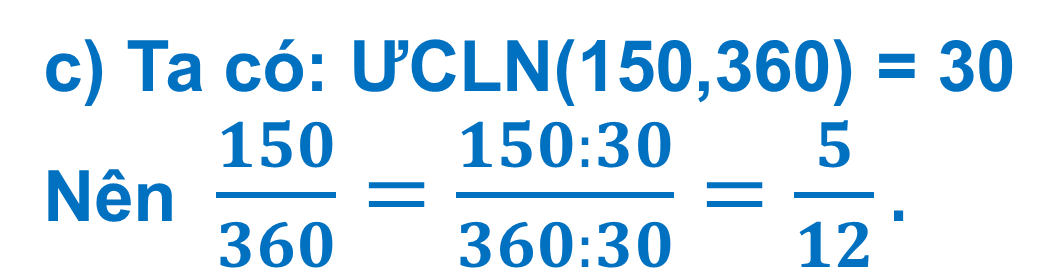 c) Ta có: ƯCLN(150,360) = 30
Nên 150/360 = 150:30/360:30 = 5/12 .